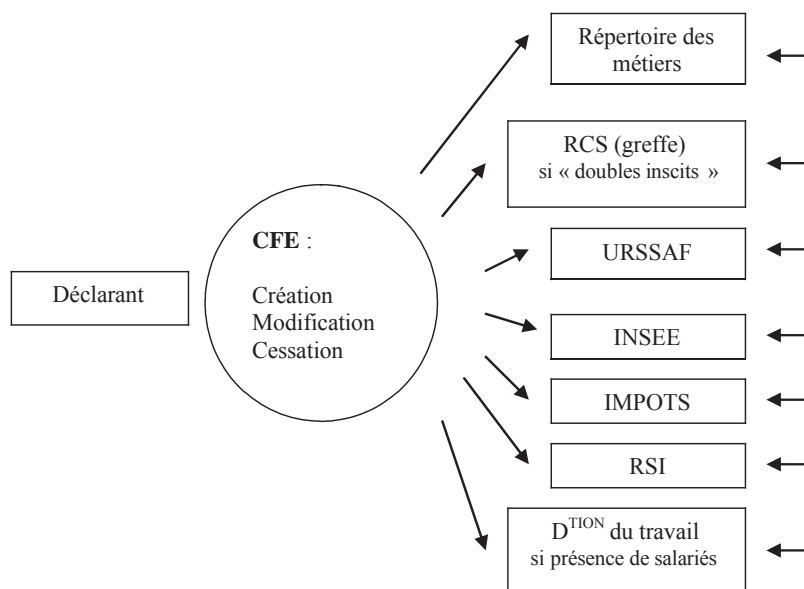 Déclarant
CFE :
Création
Modification
Cessation
Répertoire des
métiers
RCS (greffe)
si « doubles inscits »
URSSAF
INSEE
IMPOTS
RSI
DTION du travail
si présence de salariés